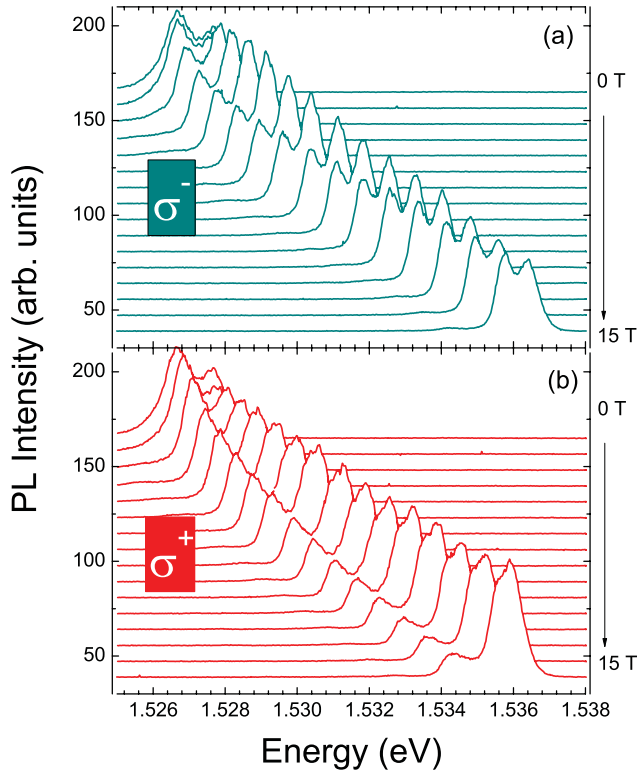 PL Intensity (arb. units)
200
150
100
50
(a)
σ-
0 T
15 T
200
150
100
50
(b)
σ+
0 T
15 T
1.526 1.528 1.530 1.532 1.534 1.536 1.538
Energy (eV)